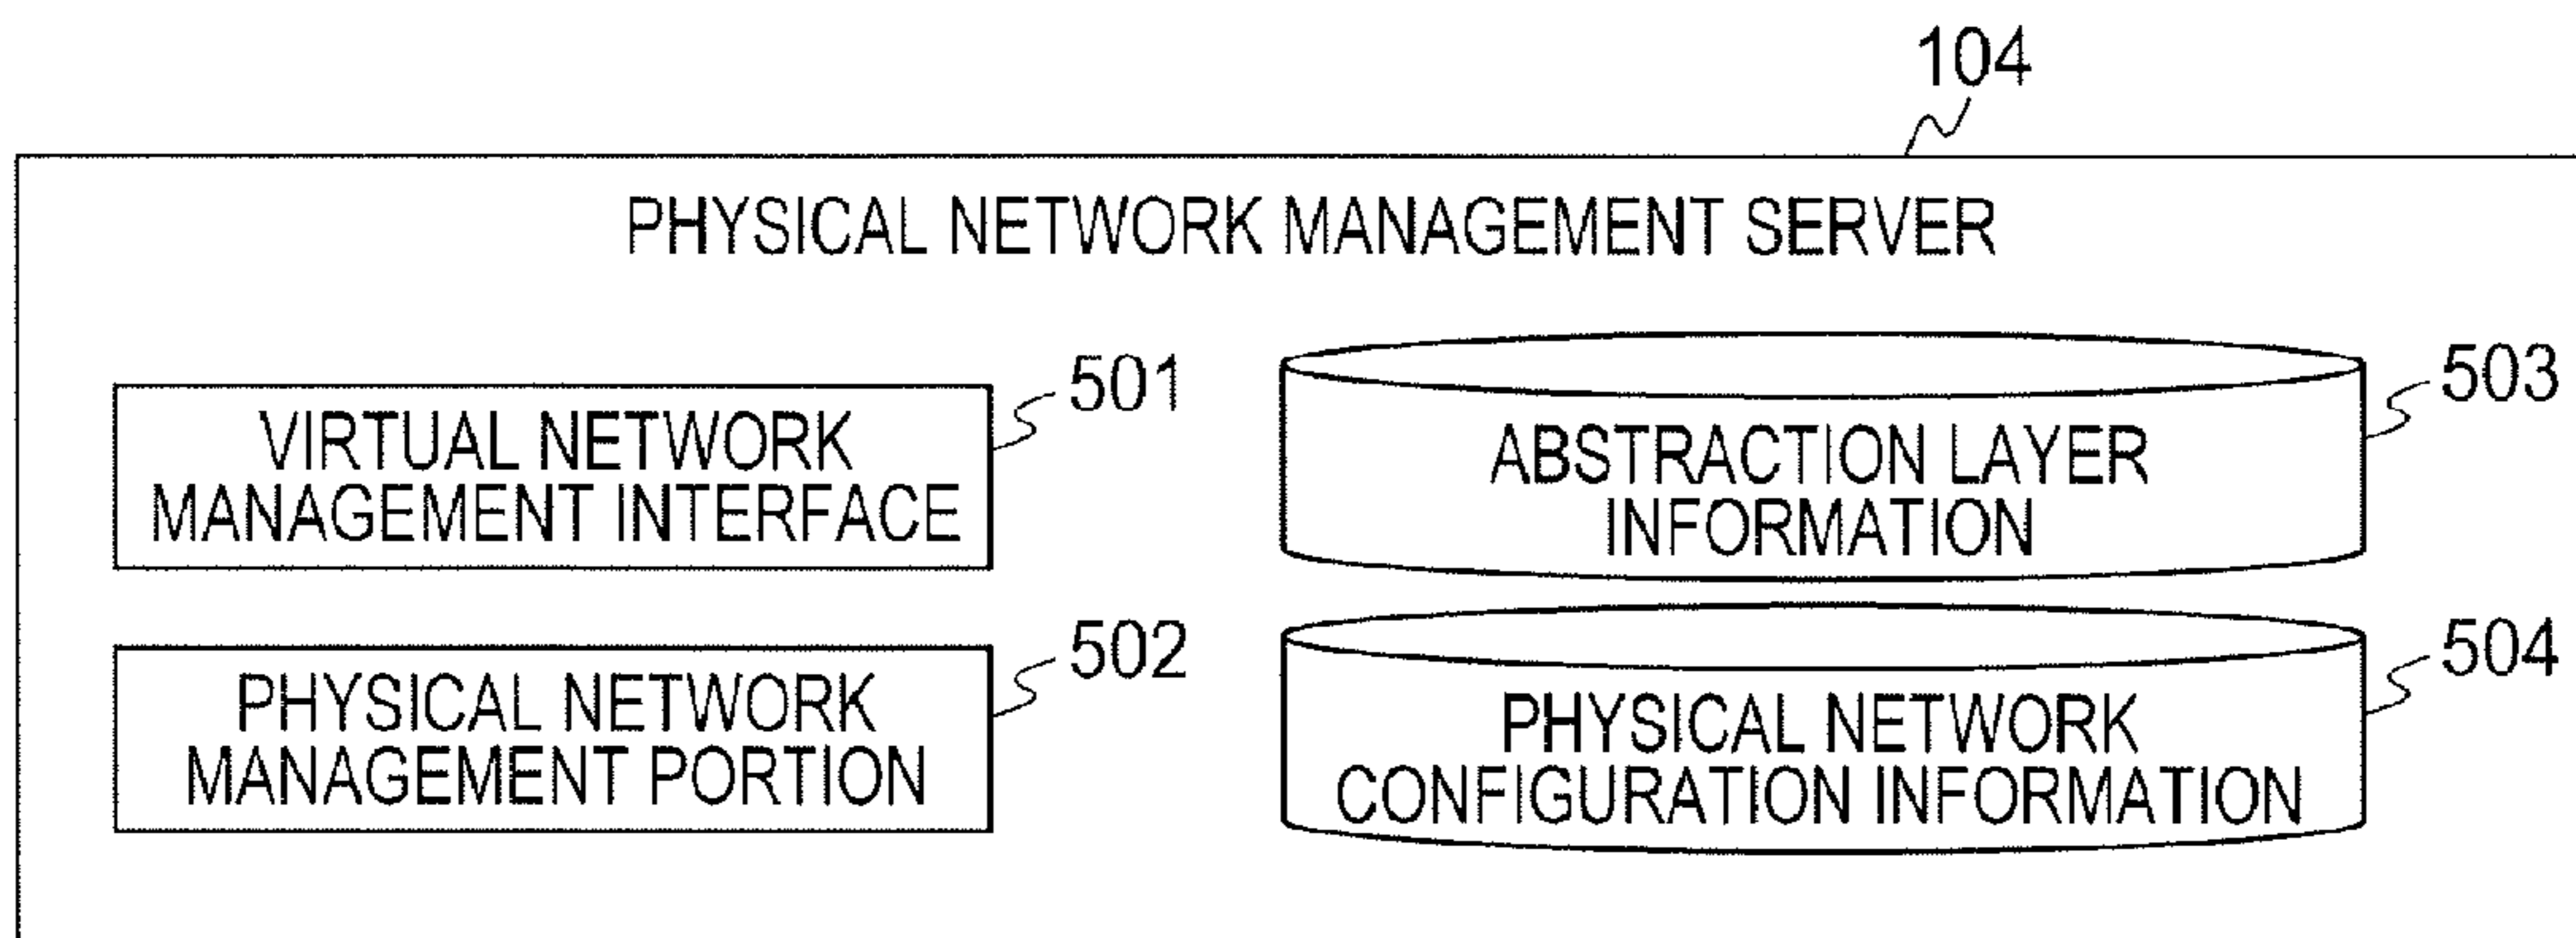 104
PHYSICAL NETWORK MANAGEMENT SERVER
VIRTUAL NETWORK
MANAGEMENT INTERFACE
501
ABSTRACTION LAYER
INFORMATION
503
PHYSICAL NETWORK
MANAGEMENT PORTION
502
PHYSICAL NETWORK
CONFIGURATION INFORMATION
504